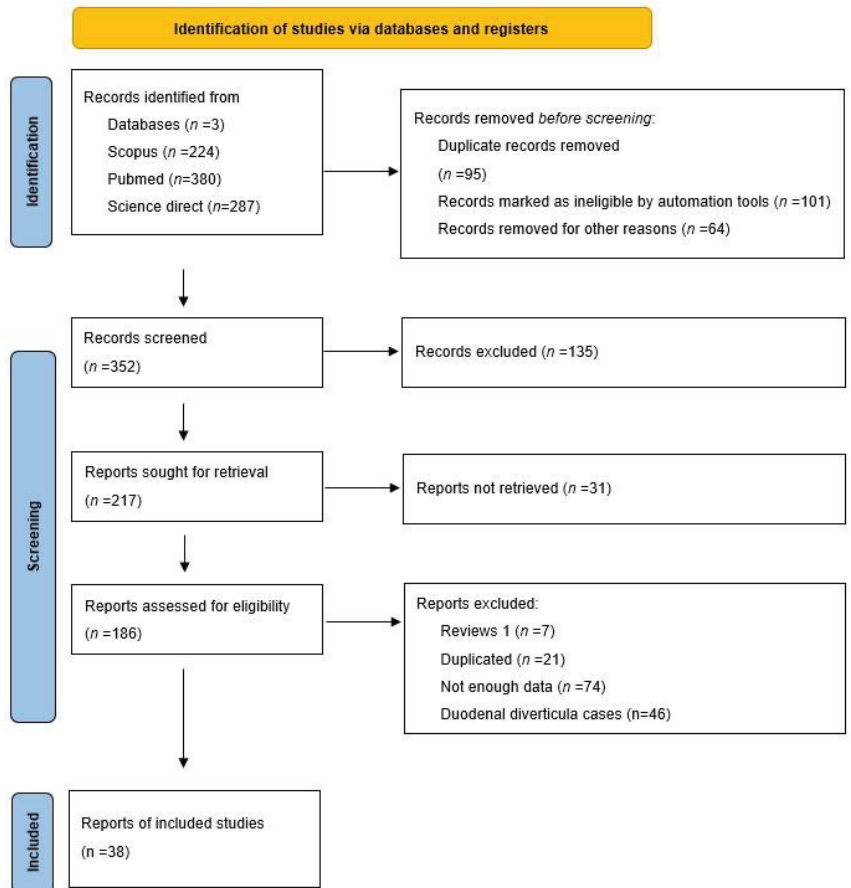 Identification of studies via databases and registers
Identification
Records identified from
Databases (n =3)
Scopus (n =224)
Pubmed (n=380)
Science direct (n=287)
Records removed before screening:
Duplicate records removed
(n =95)
Records marked as ineligible by automation tools (n =101)
Records removed for other reasons (n =64)
Screening
Records screened
(n =352)
Records excluded (n =135)
Reports sought for retrieval
(n =217)
Reports not retrieved (n =31)
Reports assessed for eligibility
(n =186)
Reports excluded:
Reviews 1 (n =7)
Duplicated (n =21)
Not enough data (n =74)
Duodenal diverticula cases (n=46)
Included
Reports of included studies
(n =38)